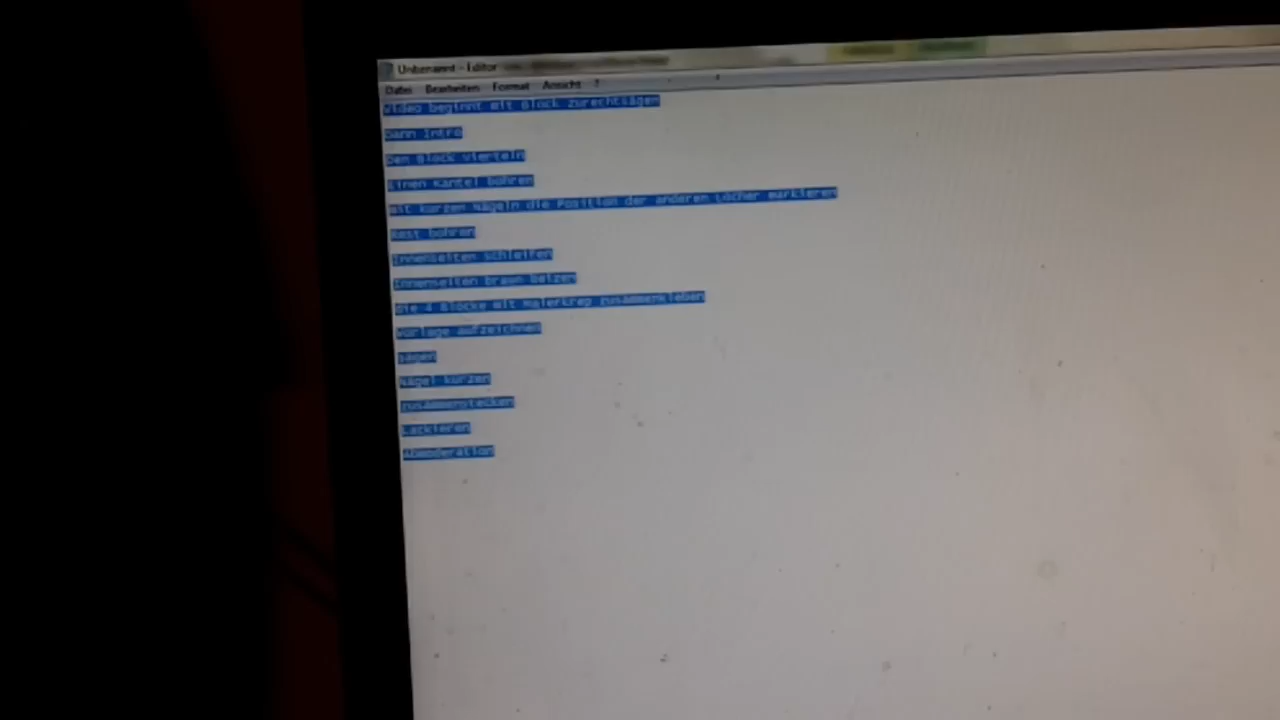 Unbenannt - Editor
Datei Bearbeiten Format Ansicht ?
Video beginnt mit Block zurechtsägen
Dann Intro
Den Block vierteln
Einen Kantel bohren
mit kurzen Nägeln die Position der anderen Löcher markieren
Rest bohren
Innenseiten schleifen
Innenseiten braun beizen
die 4 Blöcke mit malerkrep zusammenkleben
vorlage aufzeichnen
sägen
Nägel kürzen
zusammenstecken
Lackieren
Abmoderation